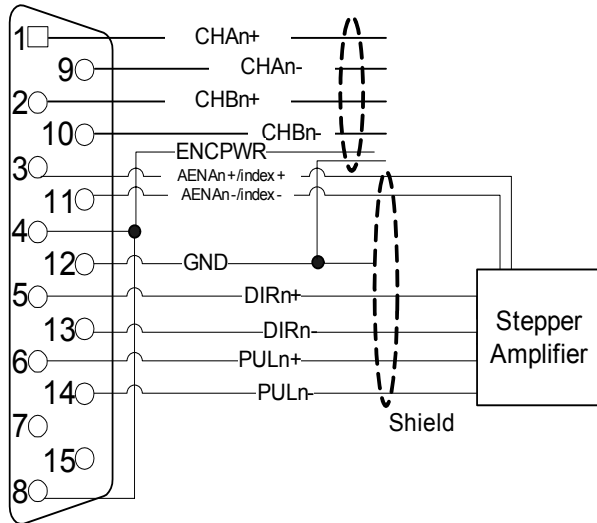 1 CHAn+
9 CHAn-
2 CHBn+
10 CHBn-
ENCPWR
3 AENAn+/index+
11 AENAn-/index-
4
12 GND
5 DIRn+
13 DIRn-
6 PULn+
14 PULn-
7
15
8
Stepper
Amplifier
Shield